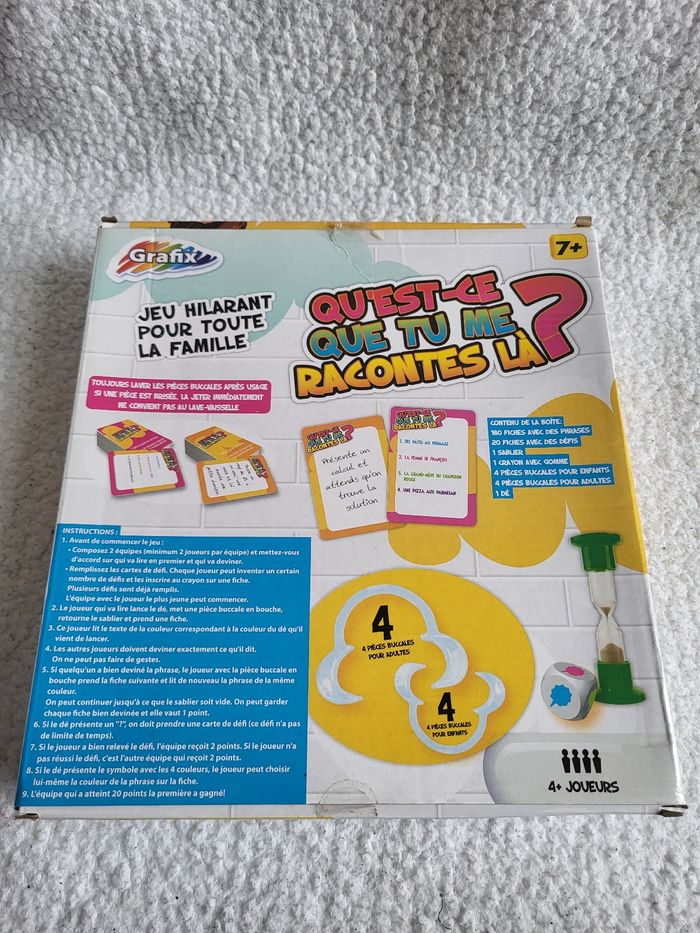 Grafix
7+
JEU HILARANT
POUR TOUTE
LA FAMILLE
QU'EST-CE
QUE TU ME
RACONTES LÀ ?
TOUJOURS LAVER LES PIÈCES BUCCALES APRÈS USAGE
SI UNE PIÈCE EST BRISÉE, LA JETER IMMÉDIATEMENT
NE CONVIENT PAS AU LAVE-VAISSELLE
Présente un
calcul et
attends qu'on
trouve la
solution
1. DES PÂTES AU FROMAGE
2. LA FEMME DE FRANÇOIS
3. LA GRAND-MÈRE DU CHAPERON
ROUGE
4. UNE PIZZA AUX PARMESAN
CONTENU DE LA BOÎTE:
180 FICHES AVEC DES PHRASES
20 FICHES AVEC DES DÉFIS
1 SABLIER
1 CRAYON AVEC GOMME
4 PIÈCES BUCCALES POUR ENFANTS
4 PIÈCES BUCCALES POUR ADULTES
1 DÉ
INSTRUCTIONS :
1. Avant de commencer le jeu :
• Composez 2 équipes (minimum 2 joueurs par équipe) et mettez-vous
d'accord sur qui va lire en premier et qui va deviner.
• Remplissez les cartes de défi. Chaque joueur peut inventer un certain
nombre de défis et les inscrire au crayon sur une fiche.
Plusieurs défis sont déjà remplis.
L'équipe avec le plus jeune peut commencer.
2. Le joueur qui va lire lance le dé, met une pièce buccale en bouche,
retourne le sablier et prend une fiche.
3. Ce joueur lit le texte de la couleur correspondant à la couleur du dé qu'il
vient de lancer.
4. Les autres joueurs doivent deviner exactement ce qu'il dit.
On ne peut pas faire de gestes.
5. Si quelqu'un a bien deviné la phrase, le joueur avec la pièce buccale en
bouche prend la fiche suivante et lit de nouveau la phrase de la même
couleur.
On peut continuer jusqu'à ce que le sablier soit vide. On peut garder
chaque fiche bien devinée et elle vaut 1 point.
6. Si le dé présente un "?", on doit prendre une carte de défi (ce défi n'a pas
de limite de temps).
7. Si le joueur a bien relevé le défi, l'équipe reçoit 2 points. Si le joueur n'a
pas réussi le défi, c'est l'autre équipe qui reçoit 2 points.
8. Si le dé présente le symbole avec les 4 couleurs, le joueur peut choisir
lui-même la couleur de la phrase sur la fiche.
9. L'équipe qui a atteint 20 points la première a gagné!
4
4 PIÈCES BUCCALES
POUR ADULTES
4
4 PIÈCES BUCCALES
POUR ENFANTS
4+ JOUEURS